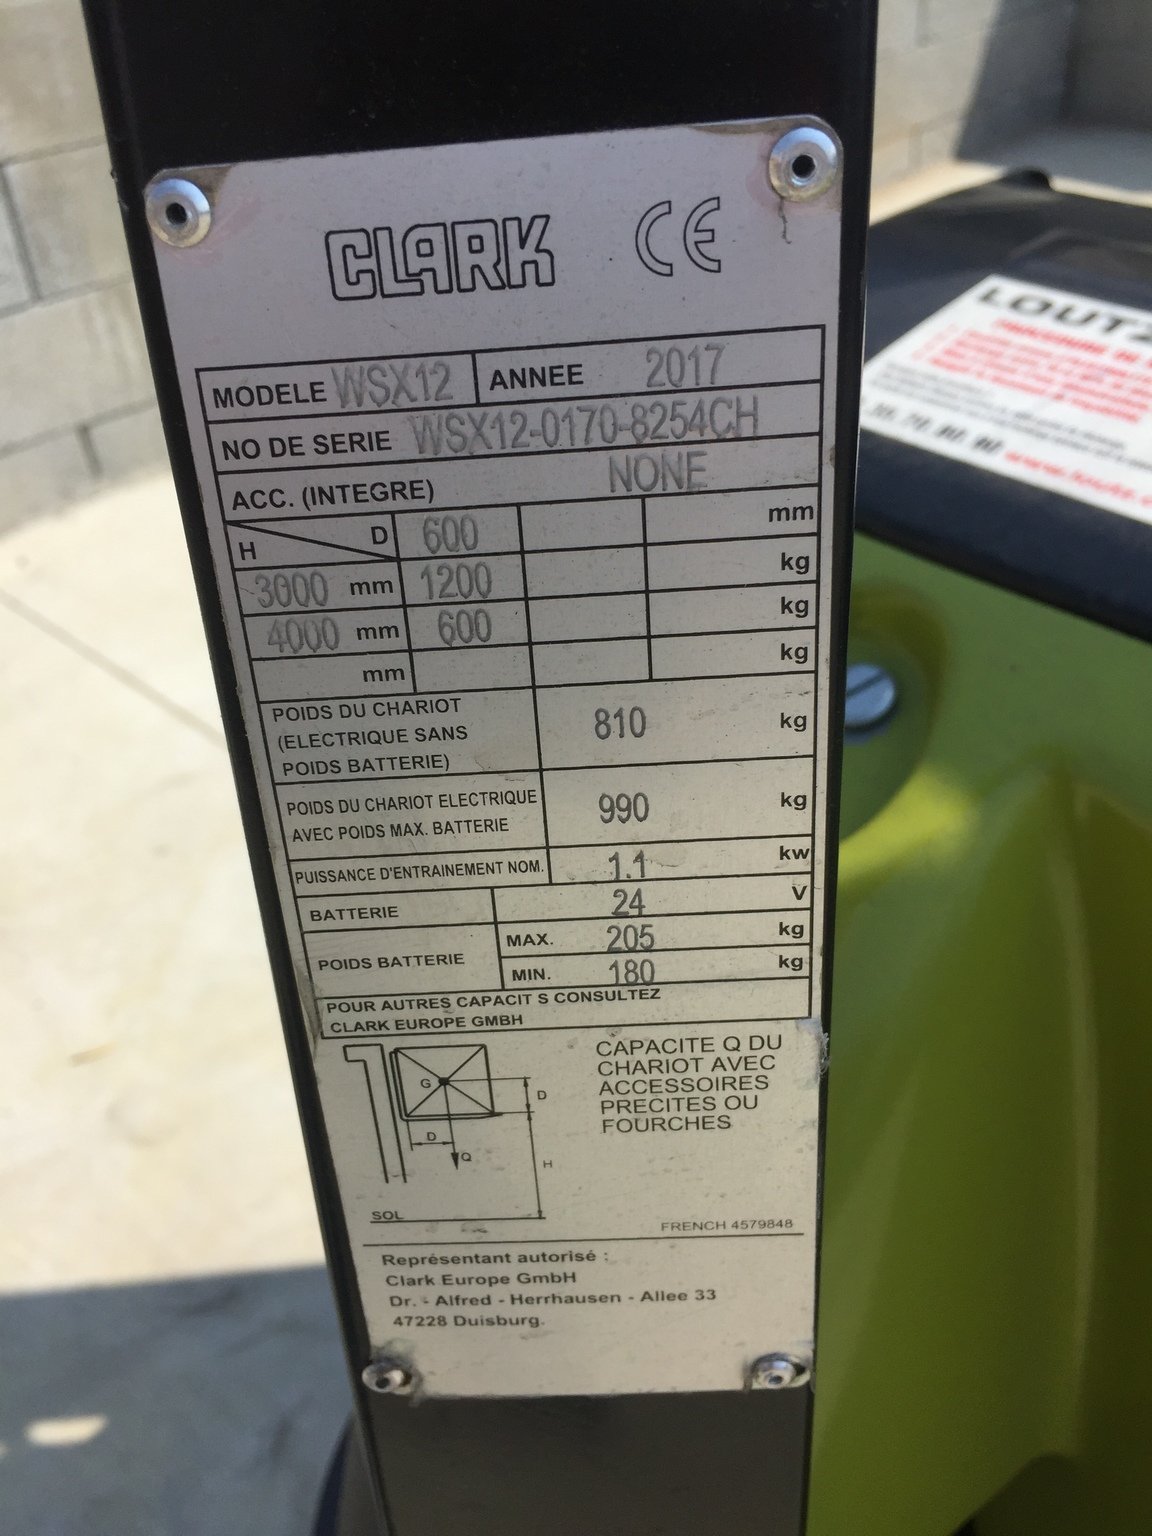 CLARK CE
MODELE WSX12 ANNEE 2017
NO DE SERIE WSX12-0170-8254CH
ACC. (INTEGRE) NONE
H D 600 mm
3000 mm 1200 kg
4000 mm 600 kg
mm kg
POIDS DU CHARIOT
(ELECTRIQUE SANS
POIDS BATTERIE)
810 kg
POIDS DU CHARIOT ELECTRIQUE
AVEC POIDS MAX. BATTERIE
990 kg
PUISSANCE D'ENTRAINEMENT NOM. 1.1 kw
BATTERIE 24 V
POIDS BATTERIE
MAX. 205 kg
MIN. 180 kg
POUR AUTRES CAPACIT S CONSULTEZ
CLARK EUROPE GMBH
G
D
D
Q
H
SOL
CAPACITE Q DU
CHARIOT AVEC
ACCESSOIRES
PRECITES OU
FOURCHES
FRENCH 4579848
Représentant autorisé :
Clark Europe GmbH
Dr. - Alfred - Herrhausen - Allee 33
47228 Duisburg.